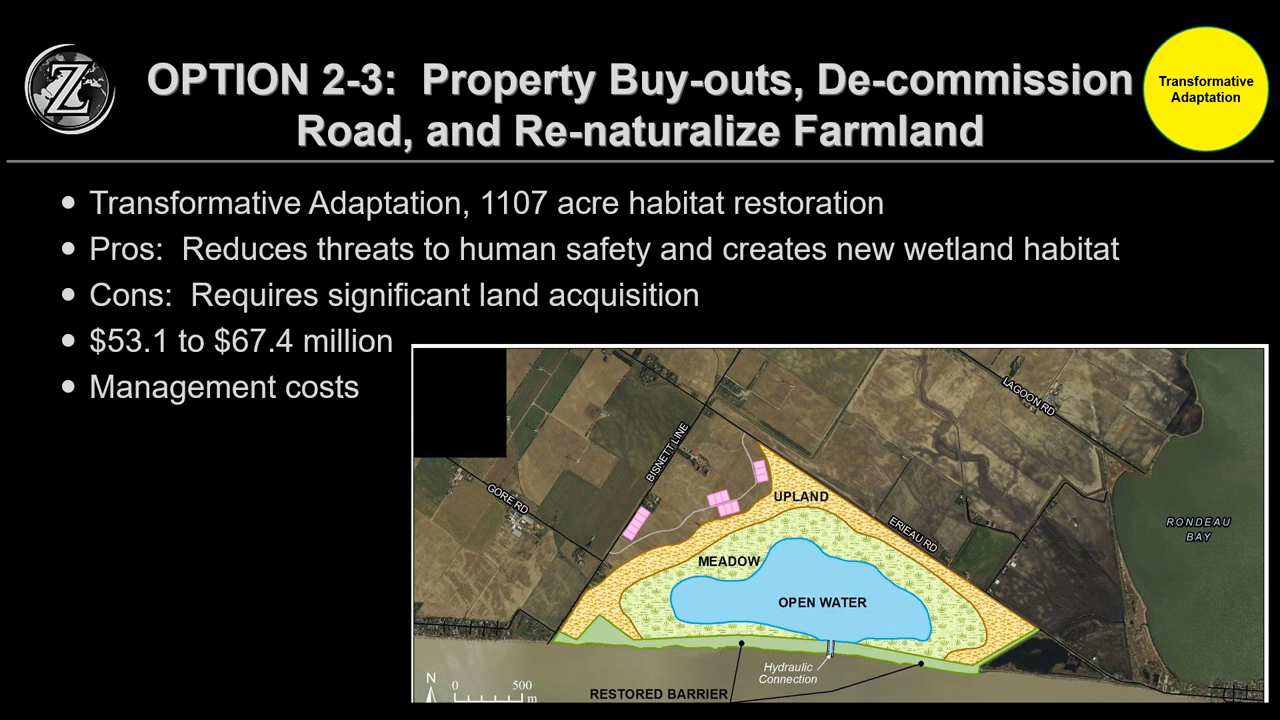 Z
OPTION 2-3:  Property Buy-outs, De-commission
Road, and Re-naturalize Farmland
Transformative
Adaptation
Transformative Adaptation, 1107 acre habitat restoration
Pros:  Reduces threats to human safety and creates new wetland habitat
Cons:  Requires significant land acquisition
$53.1 to $67.4 million
Management costs
LAGOON RD
BISNETT LINE
GORE RD
UPLAND
ERIEAU RD
RONDEAU
BAY
MEADOW
OPEN WATER
Hydraulic
Connection
RESTORED BARRIER
N
0 500
m